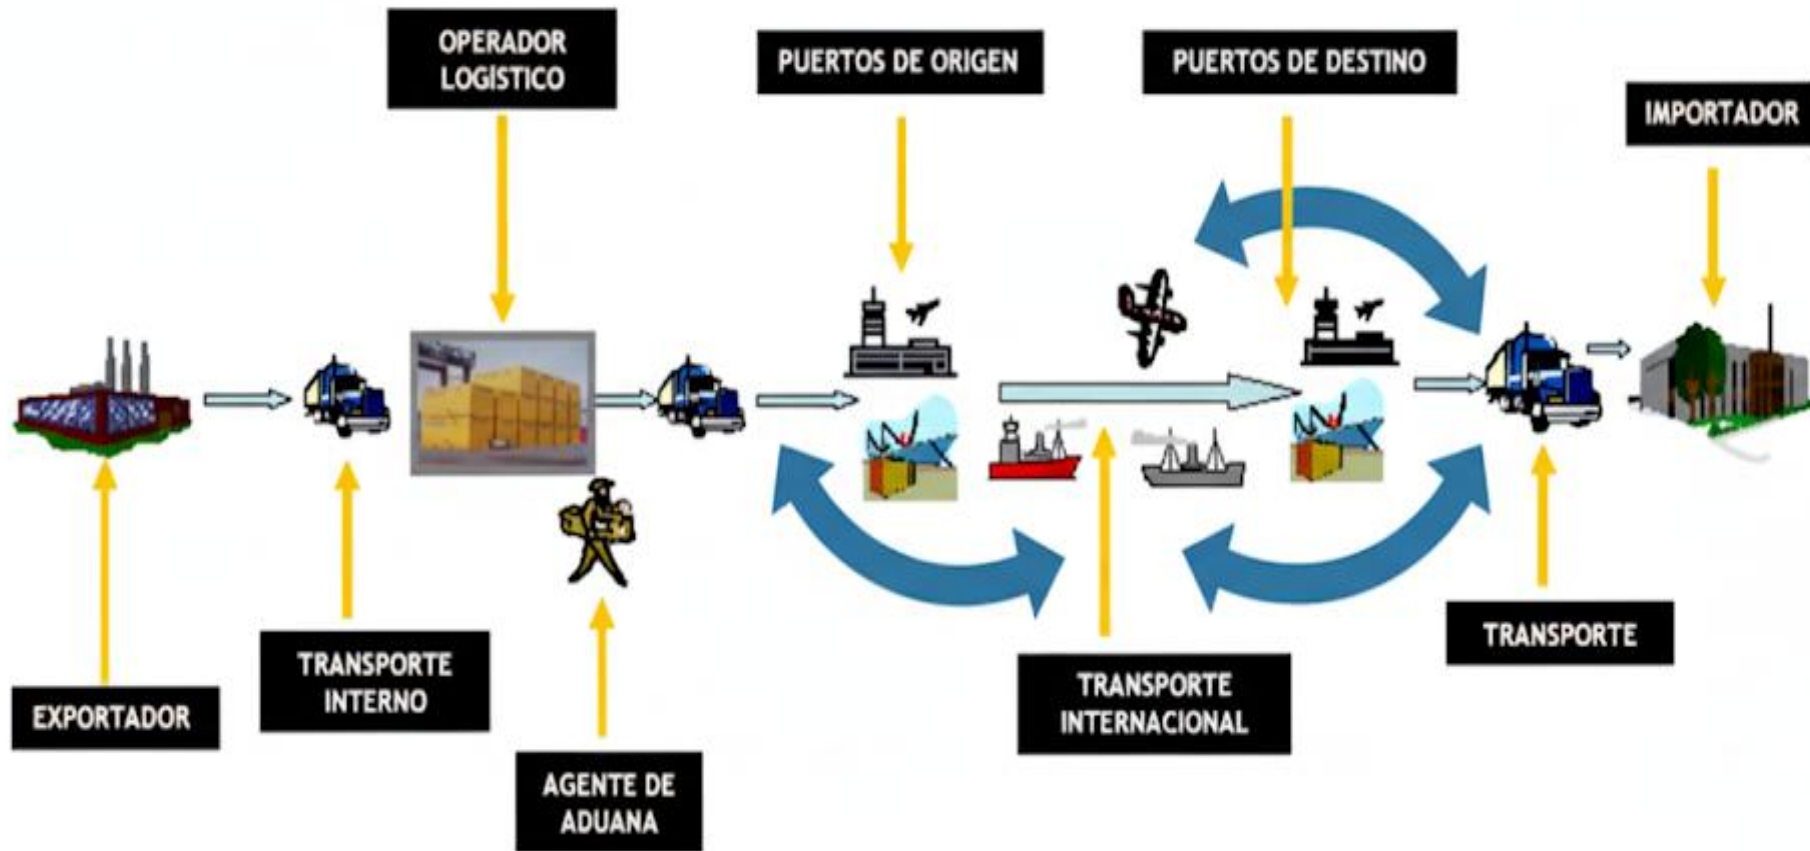 OPERADOR
LOGÍSTICO
PUERTOS DE ORIGEN
PUERTOS DE DESTINO
IMPORTADOR
EXPORTADOR
TRANSPORTE
INTERNO
AGENTE DE
ADUANA
TRANSPORTE
INTERNACIONAL
TRANSPORTE